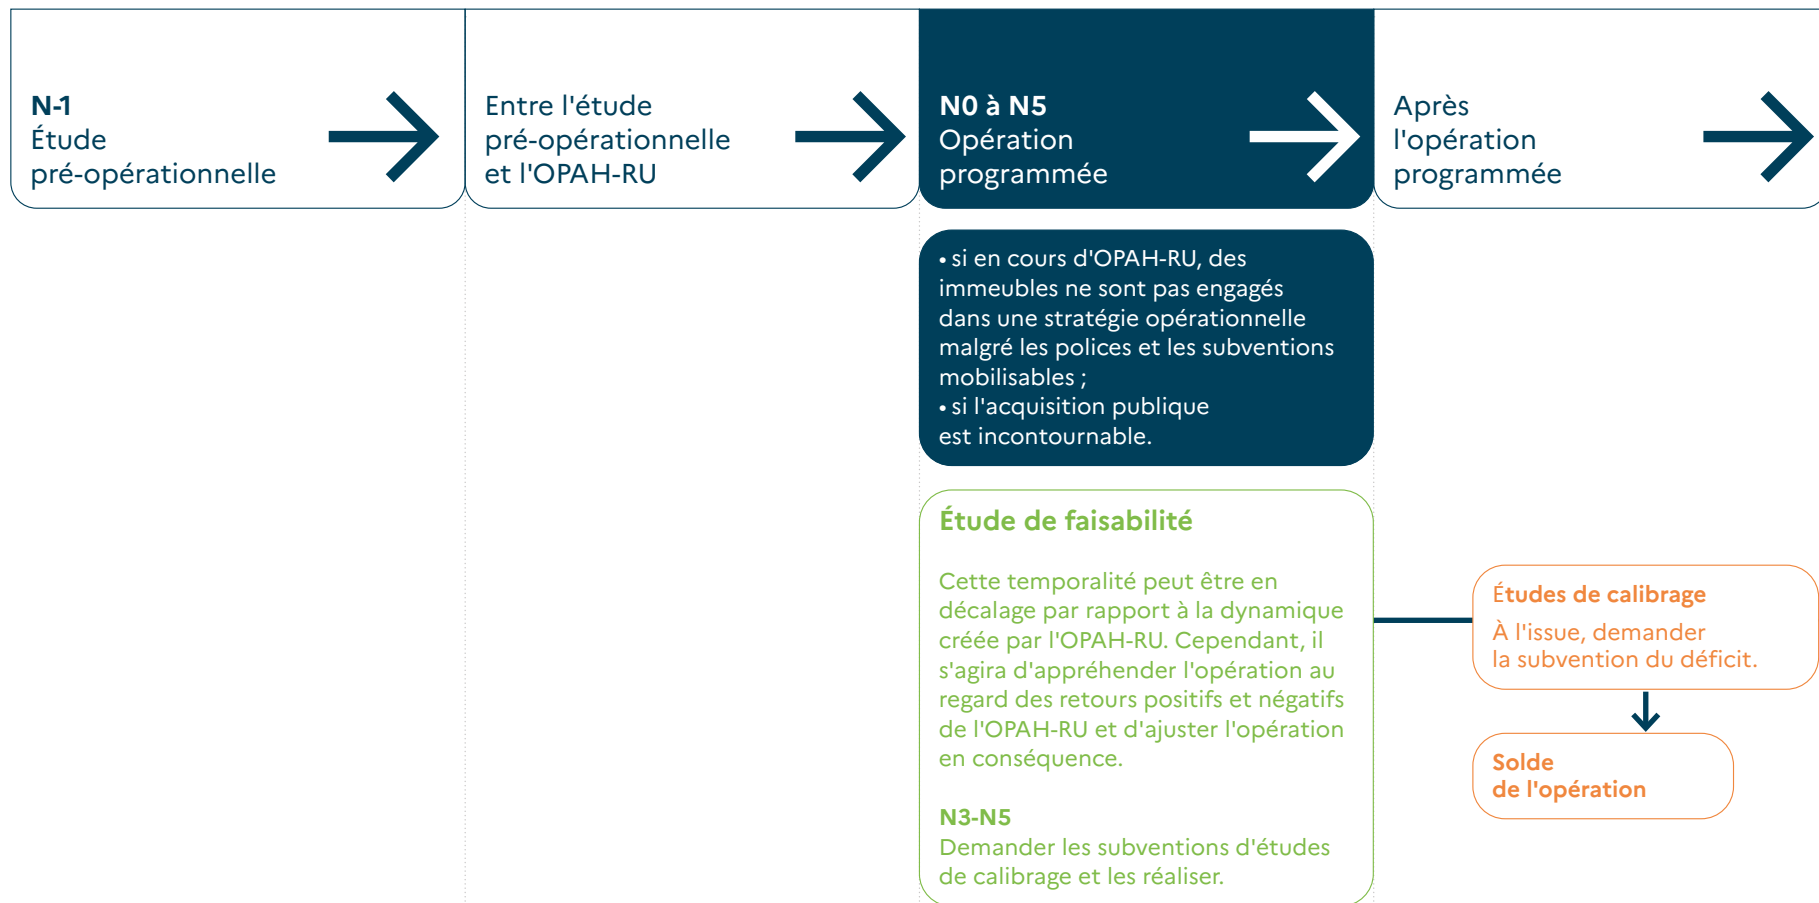 N-1
Étude
pré-opérationnelle
Entre l'étude
pré-opérationnelle
et l'OPAH-RU
N0 à N5
Opération
programmée
Après
l'opération
programmée
• si en cours d'OPAH-RU, des
immeubles ne sont pas engagés
dans une stratégie opérationnelle
malgré les polices et les subventions
mobilisables ;
• si l'acquisition publique
est incontournable.
Étude de faisabilité
Cette temporalité peut être en
décalage par rapport à la dynamique
créée par l'OPAH-RU. Cependant, il
s'agira d'appréhender l'opération au
regard des retours positifs et négatifs
de l'OPAH-RU et d'ajuster l'opération
en conséquence.
N3-N5
Demander les subventions d'études
de calibrage et les réaliser.
Études de calibrage
À l'issue, demander
la subvention du déficit.
Solde
de l'opération